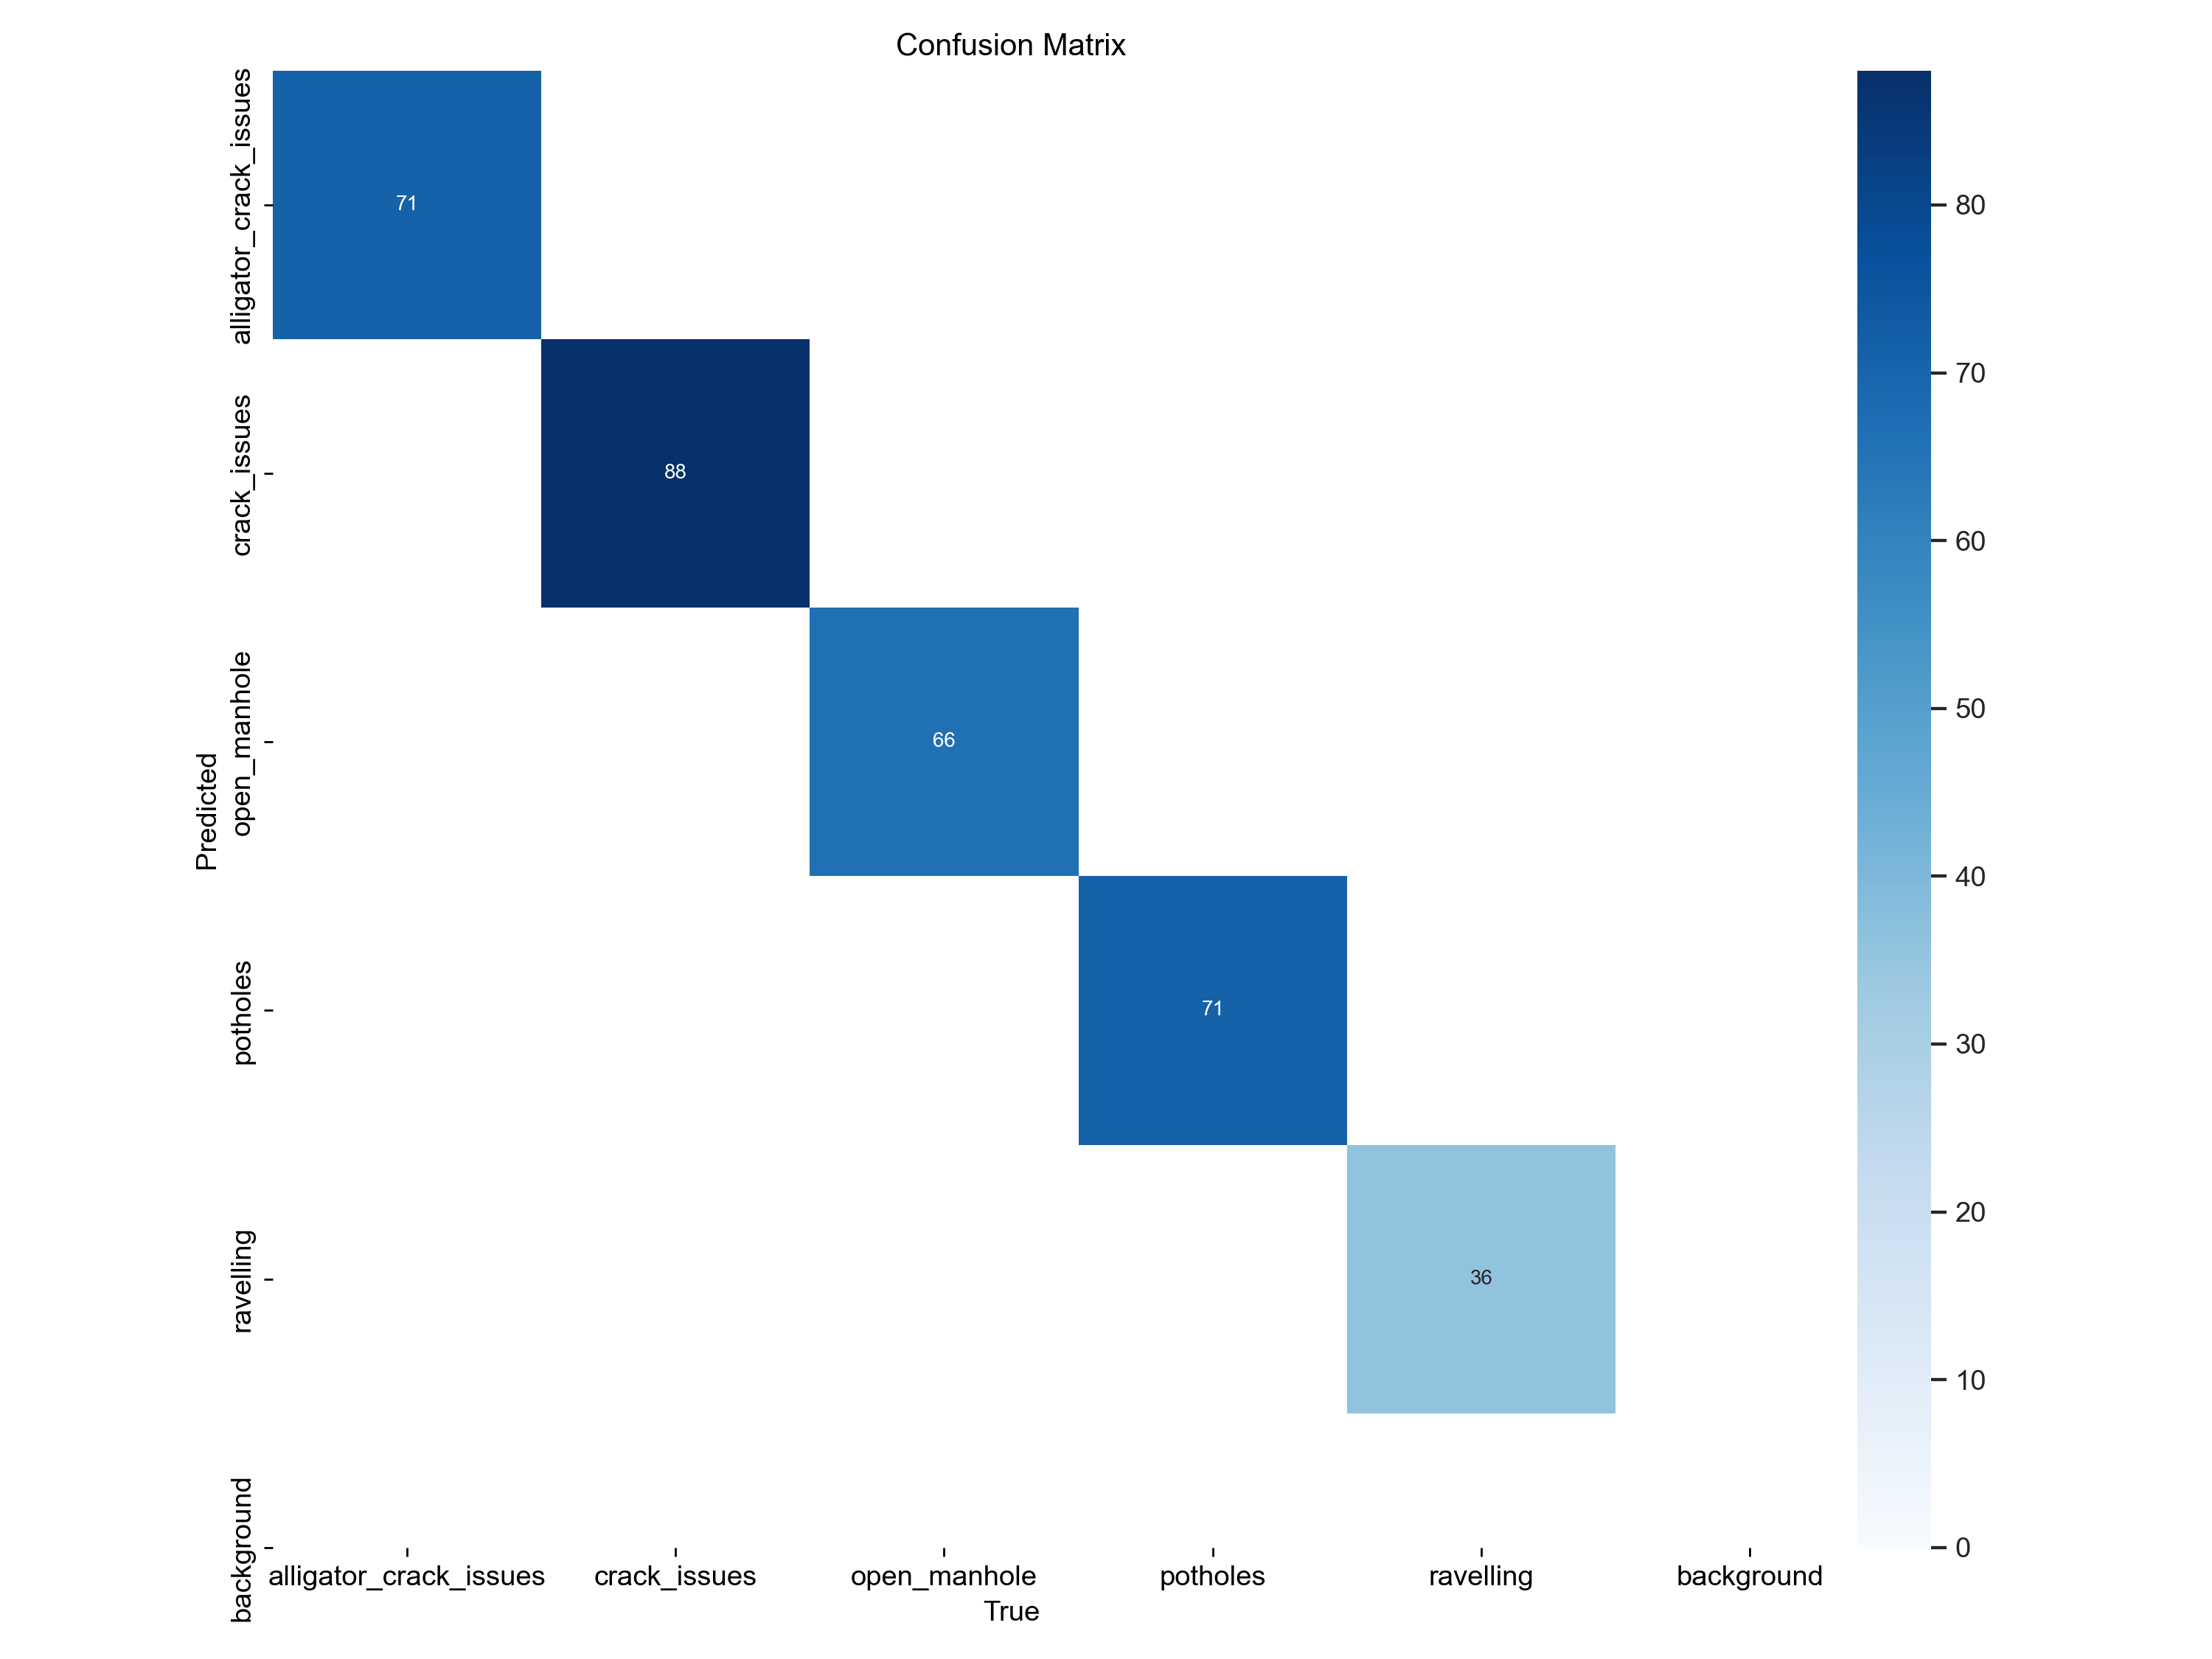 Confusion Matrix
alligator_crack_issues
71
crack_issues
88
open_manhole
66
potholes
71
ravelling
36
background
Predicted
alligator_crack_issues
crack_issues
open_manhole
potholes
ravelling
background
True
80
70
60
50
40
30
20
10
0